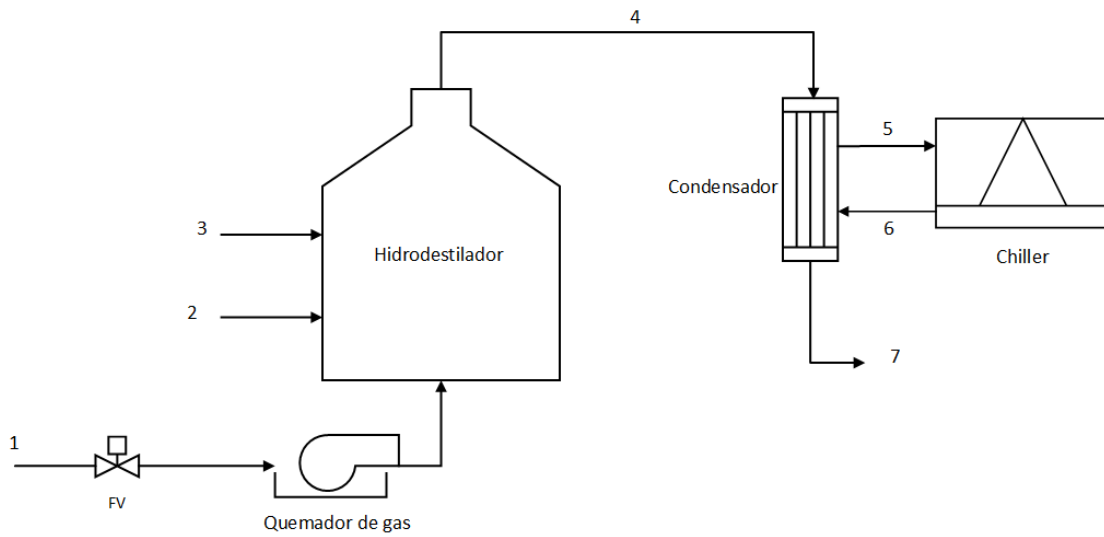 4
5
Condensador
3
Hidrodestilador
6
Chiller
2
7
1
FV
Quemador de gas